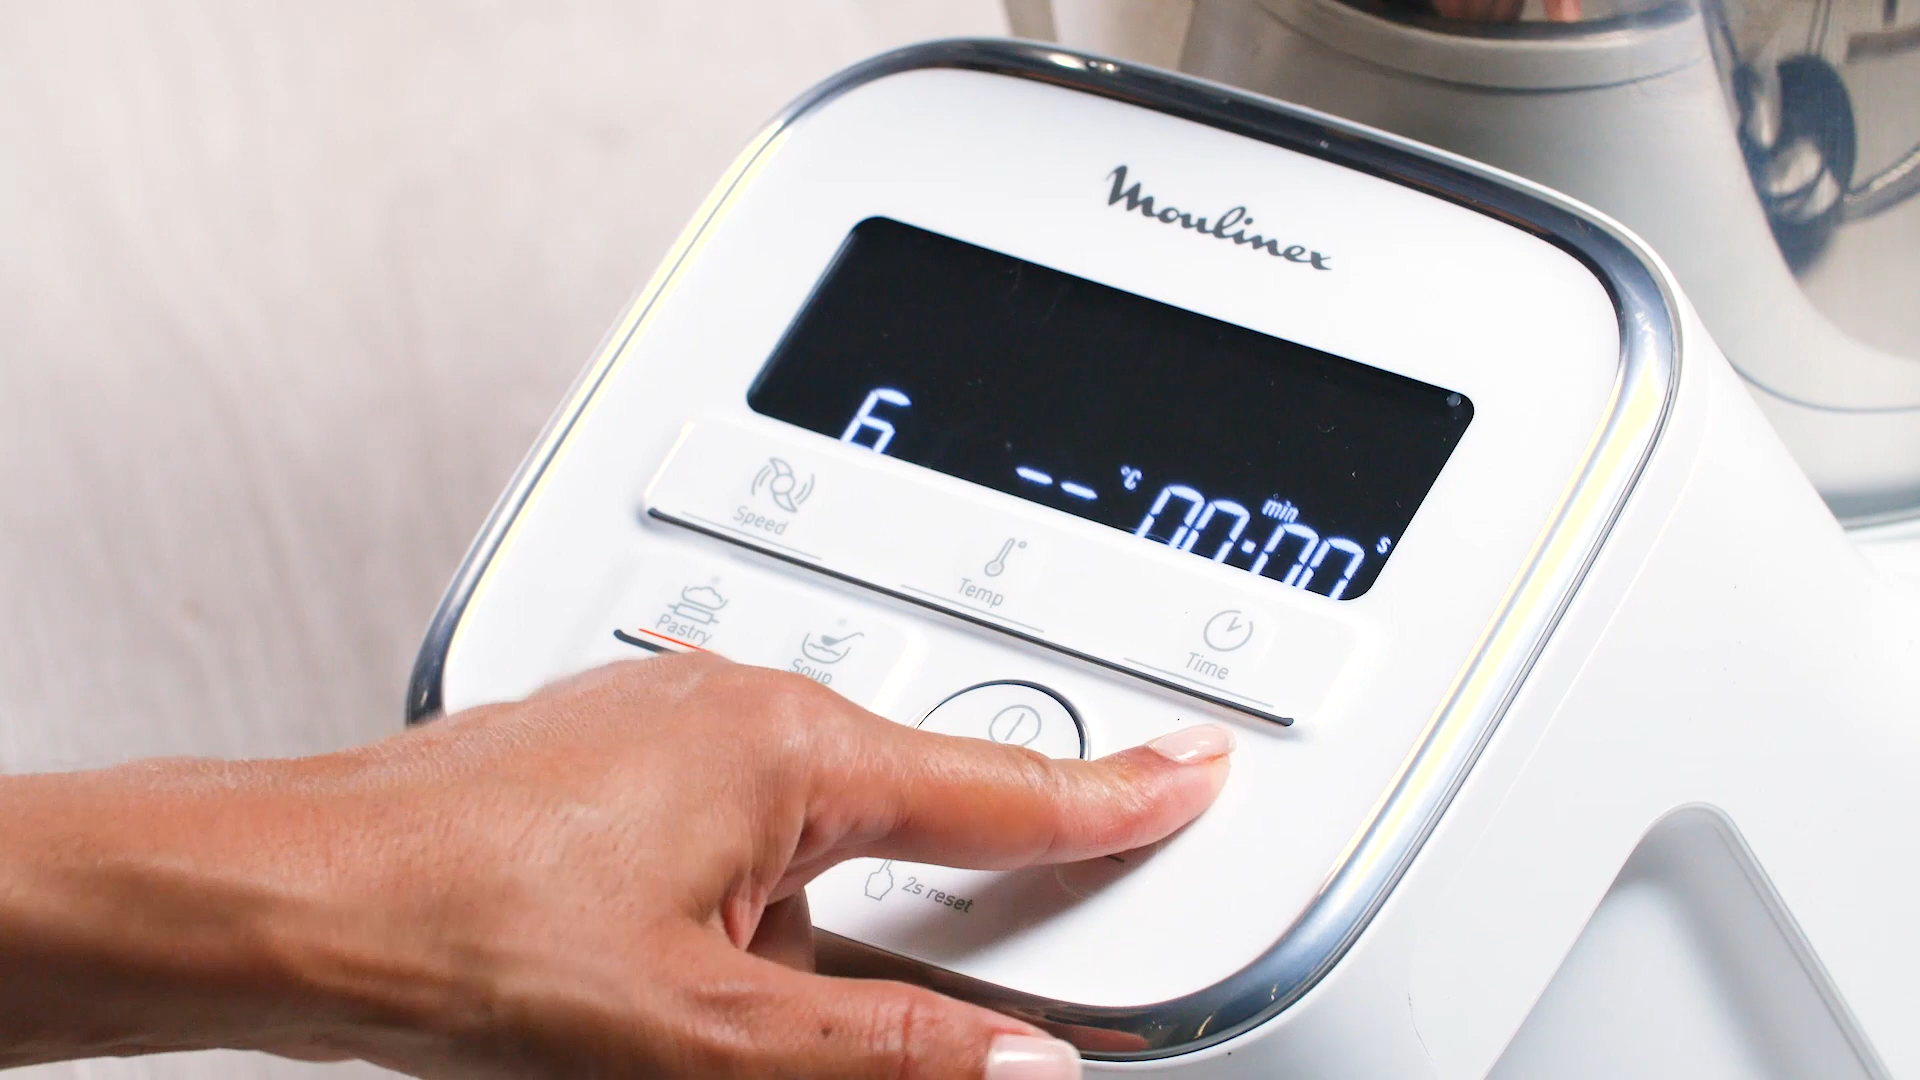 Moulinex
6 -- °C 00:00 min s
Speed
Temp
Time
Pastry
Soup
2s reset